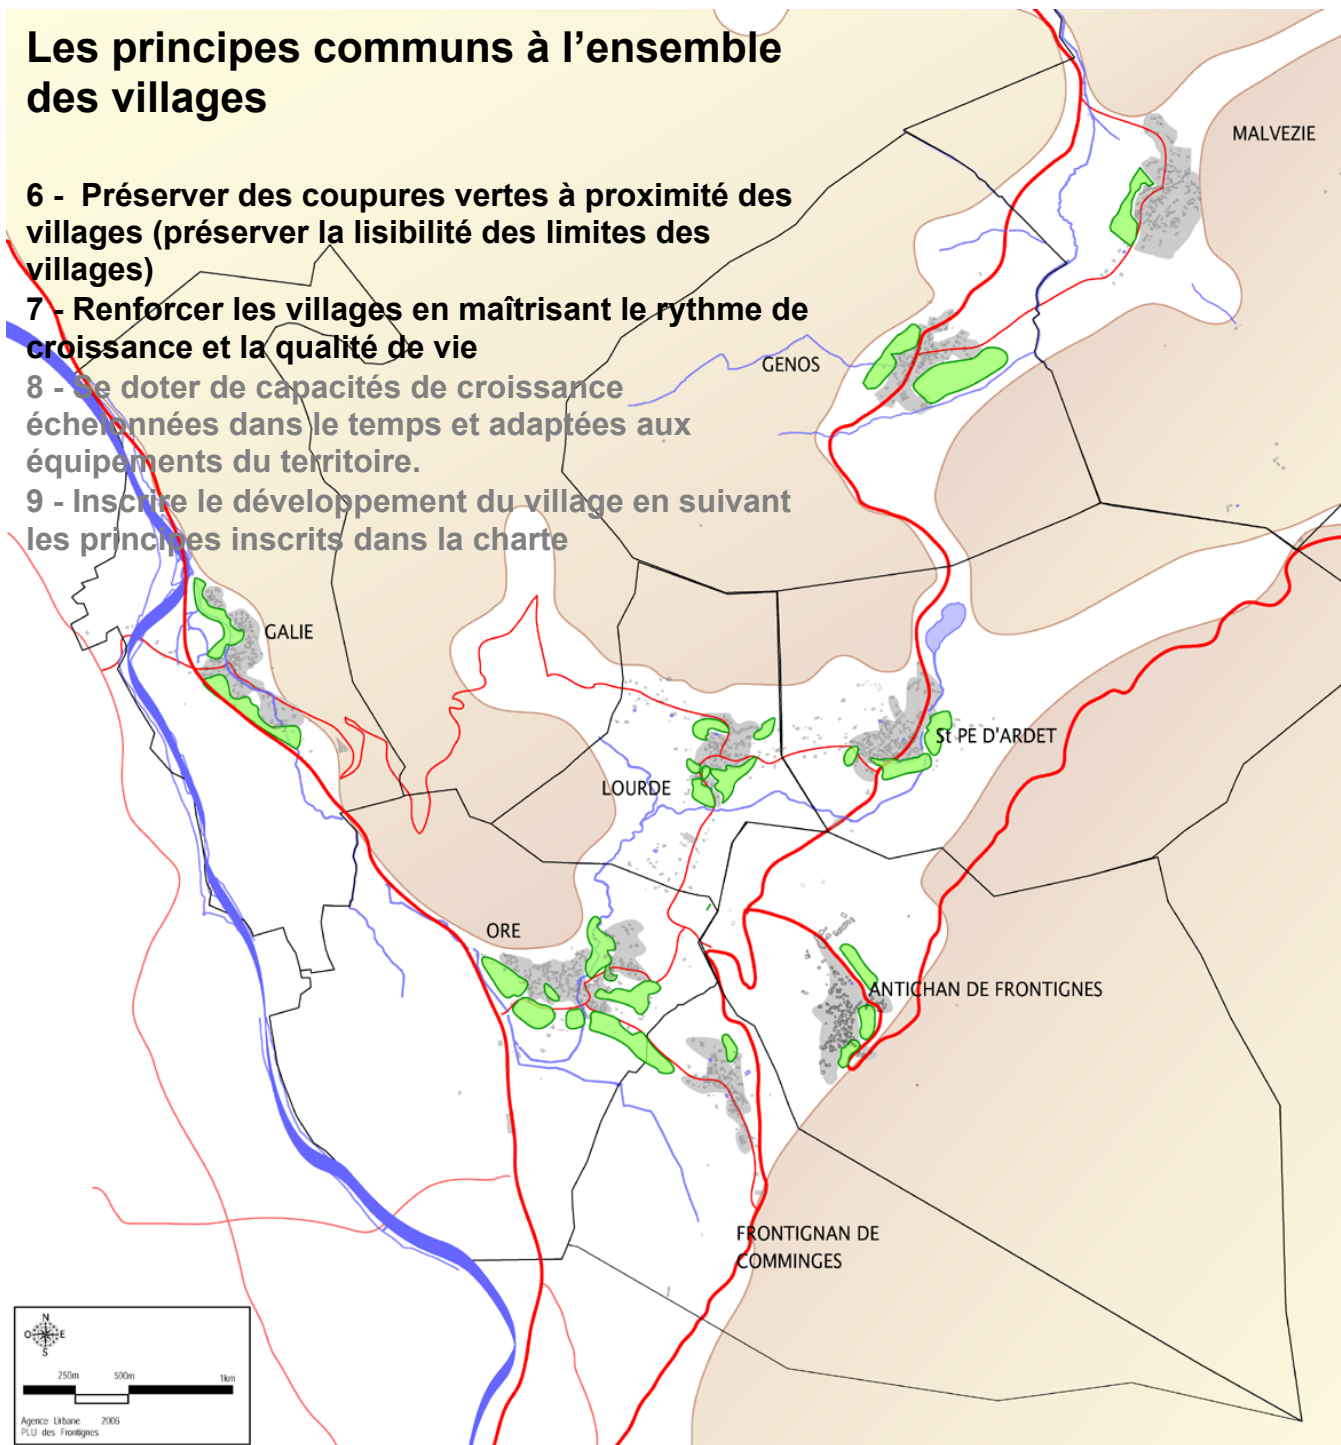 Les principes communs à l’ensemble
des villages
6 -  Préserver des coupures vertes à proximité des
villages (préserver la lisibilité des limites des
villages)
7 - Renforcer les villages en maîtrisant le rythme de
croissance et la qualité de vie
8 - Se doter de capacités de croissance
échelonnées dans le temps et adaptées aux
équipements du territoire.
9 - Inscrire le développement du village en suivant
les principes inscrits dans la charte
MALVEZIE
GENOS
GALIE
St PE D'ARDET
LOURDE
ORE
ANTICHAN DE FRONTIGNES
FRONTIGNAN DE
COMMINGES
N
O E
S
250m 500m 1km
Agence Urbane 2006
PLU des Frontignes